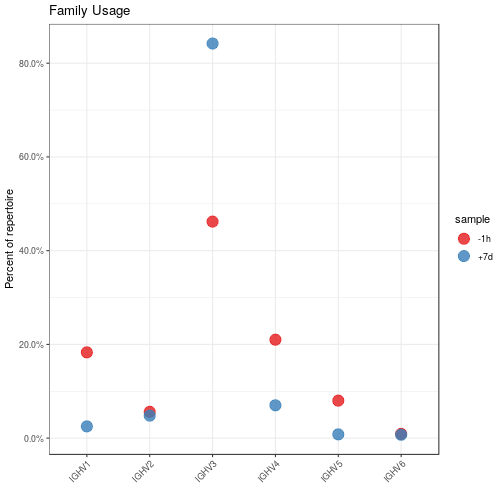 Family Usage
Percent of repertoire
80.0%
60.0%
40.0%
20.0%
0.0%
IGHV1
IGHV2
IGHV3
IGHV4
IGHV5
IGHV6
sample
-1h
+7d